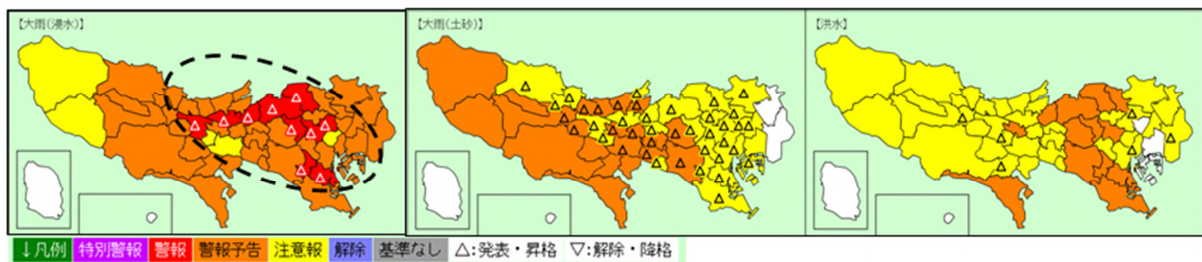 【大雨(浸水)】
【大雨(土砂)】
【洪水】
↓凡例 特別警報 警報 警報予告 注意報 解除 基準なし △:発表・昇格 ▽:解除・降格